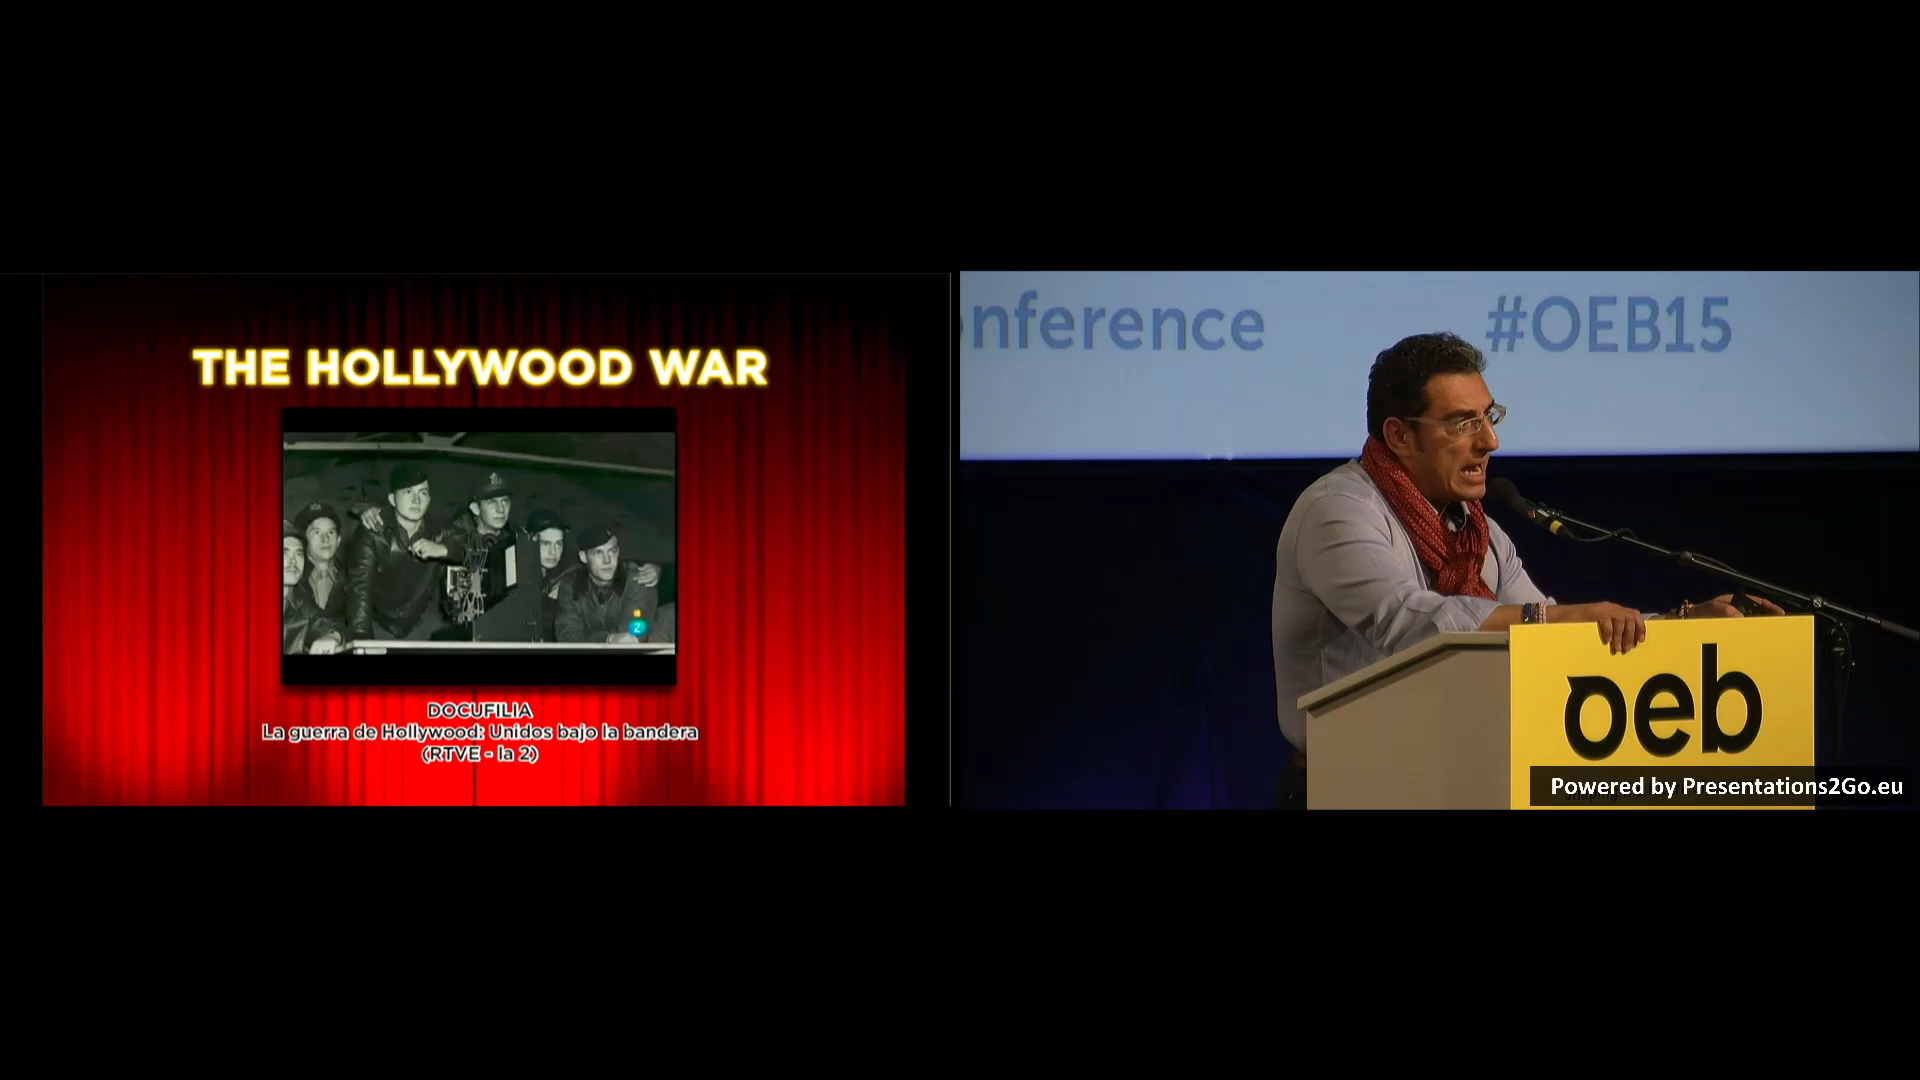 THE HOLLYWOOD WAR
2
DOCUFILIA
La guerra de Hollywood: Unidos bajo la bandera
(RTVE - la 2)
onference #OEB15
oeb
Powered by Presentations2Go.eu